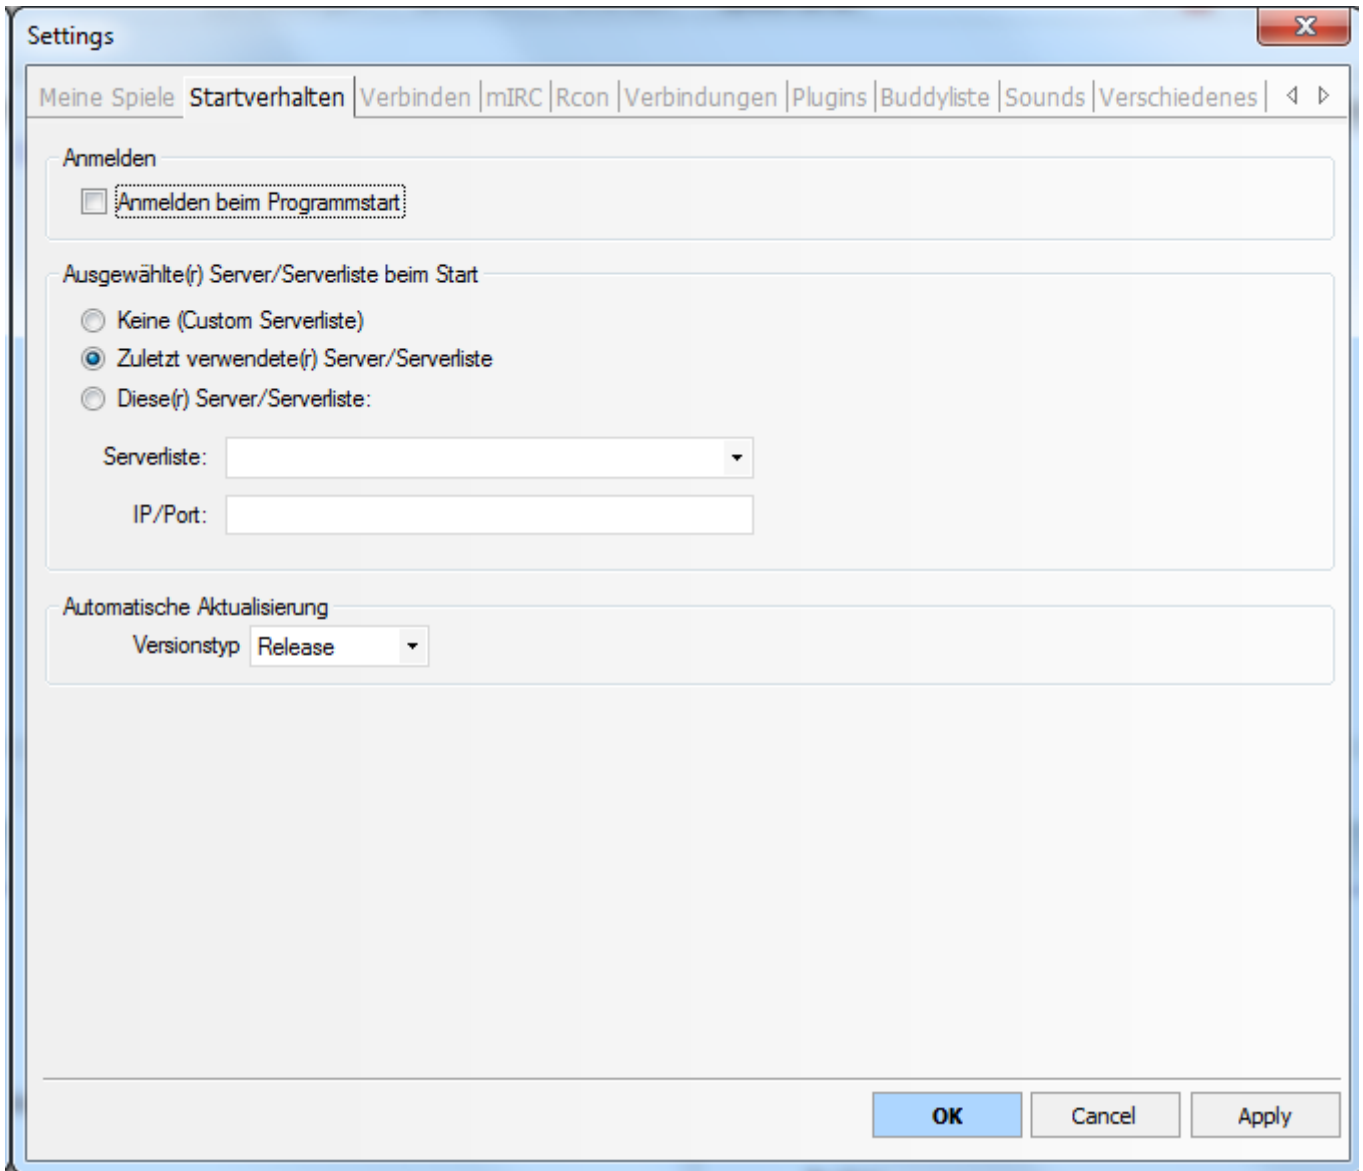 Settings
Meine Spiele Startverhalten Verbinden mIRC Rcon Verbindungen Plugins Buddyliste Sounds Verschiedenes
Anmelden
Anmelden beim Programmstart
Ausgewählte(r) Server/Serverliste beim Start
Keine (Custom Serverliste)
Zuletzt verwendete(r) Server/Serverliste
Diese(r) Server/Serverliste:
Serverliste:
IP/Port:
Automatische Aktualisierung
Versionstyp Release
OK Cancel Apply